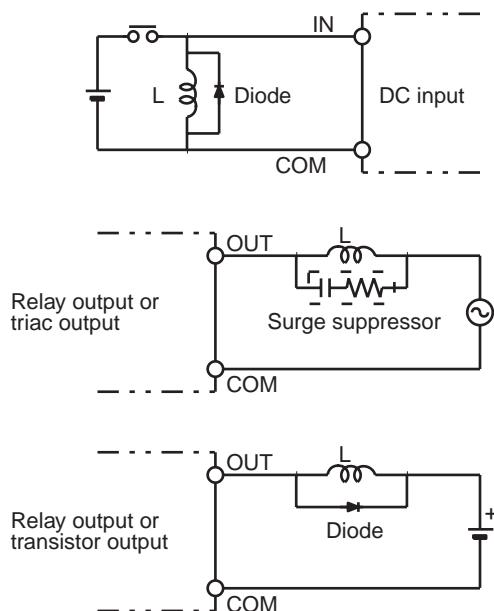 IN
L
Diode
DC input
COM
OUT
L
Relay output or
triac output
Surge suppressor
COM
OUT
L
Relay output or
transistor output
Diode
+
COM